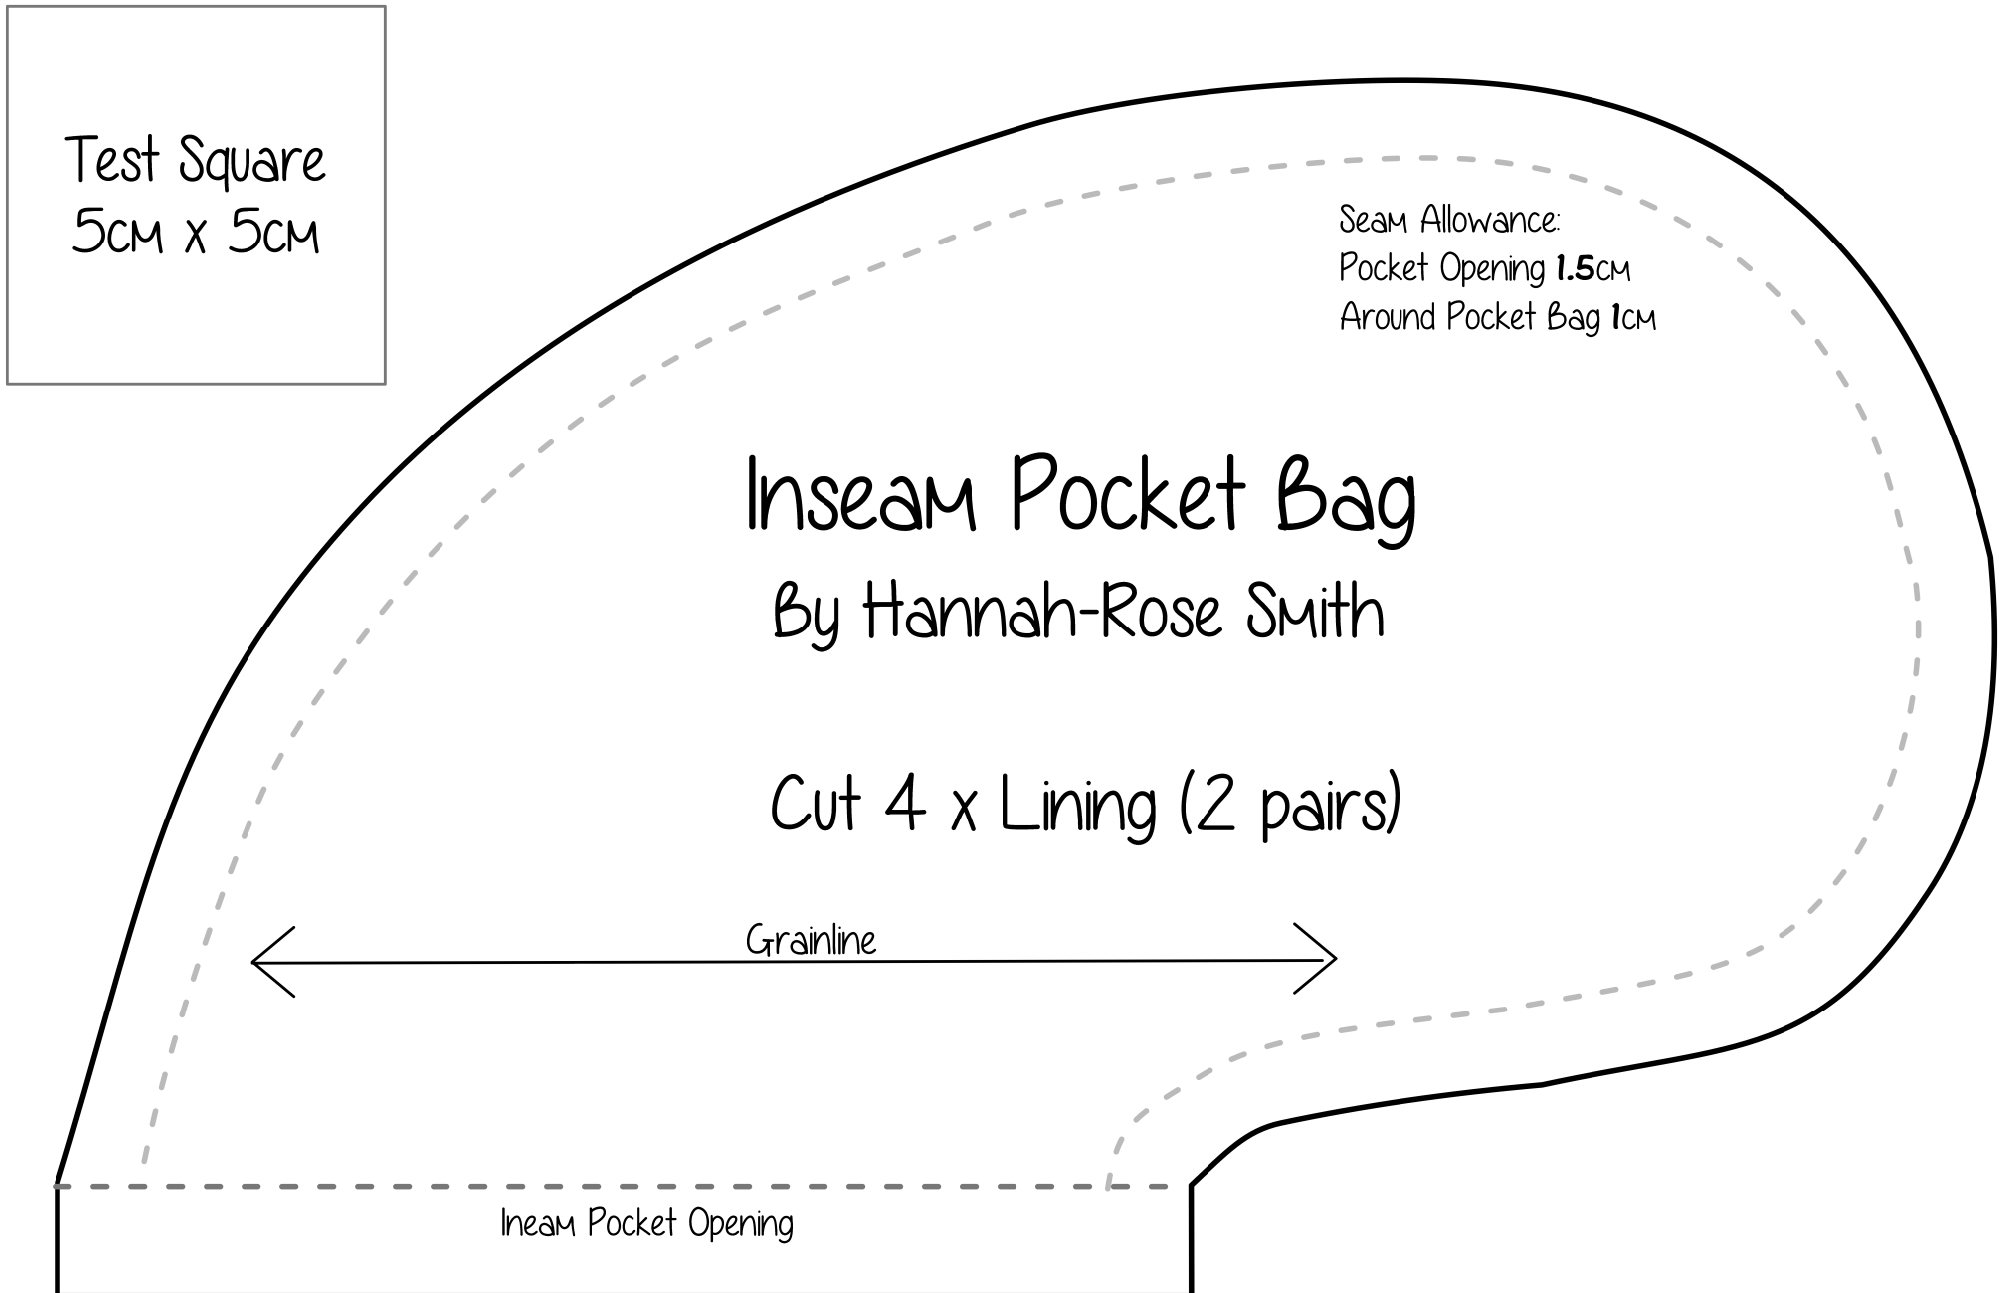 Test Square
5cm x 5cm
Seam Allowance:
Pocket Opening 1.5cm
Around Pocket Bag 1cm
Inseam Pocket Bag
By Hannah-Rose Smith
Cut 4 x Lining (2 pairs)
Grainline
Ineam Pocket Opening